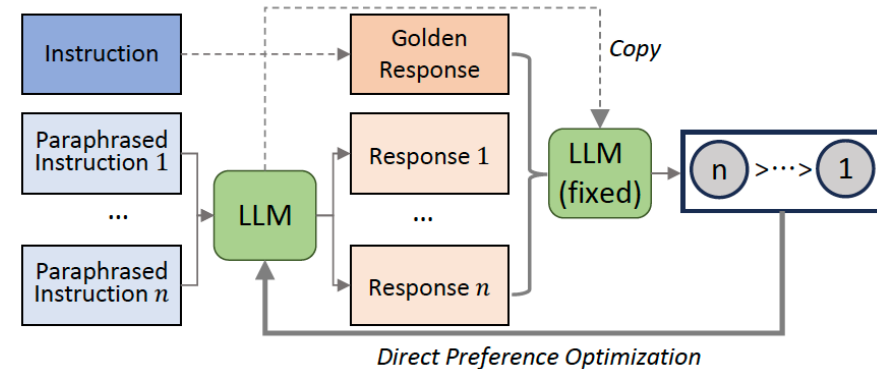 Instruction
Golden
Response
Copy
Paraphrased
Instruction 1
Response 1
LLM
(fixed)
n >···> 1
...
LLM
...
Paraphrased
Instruction n
Response n
Direct Preference Optimization